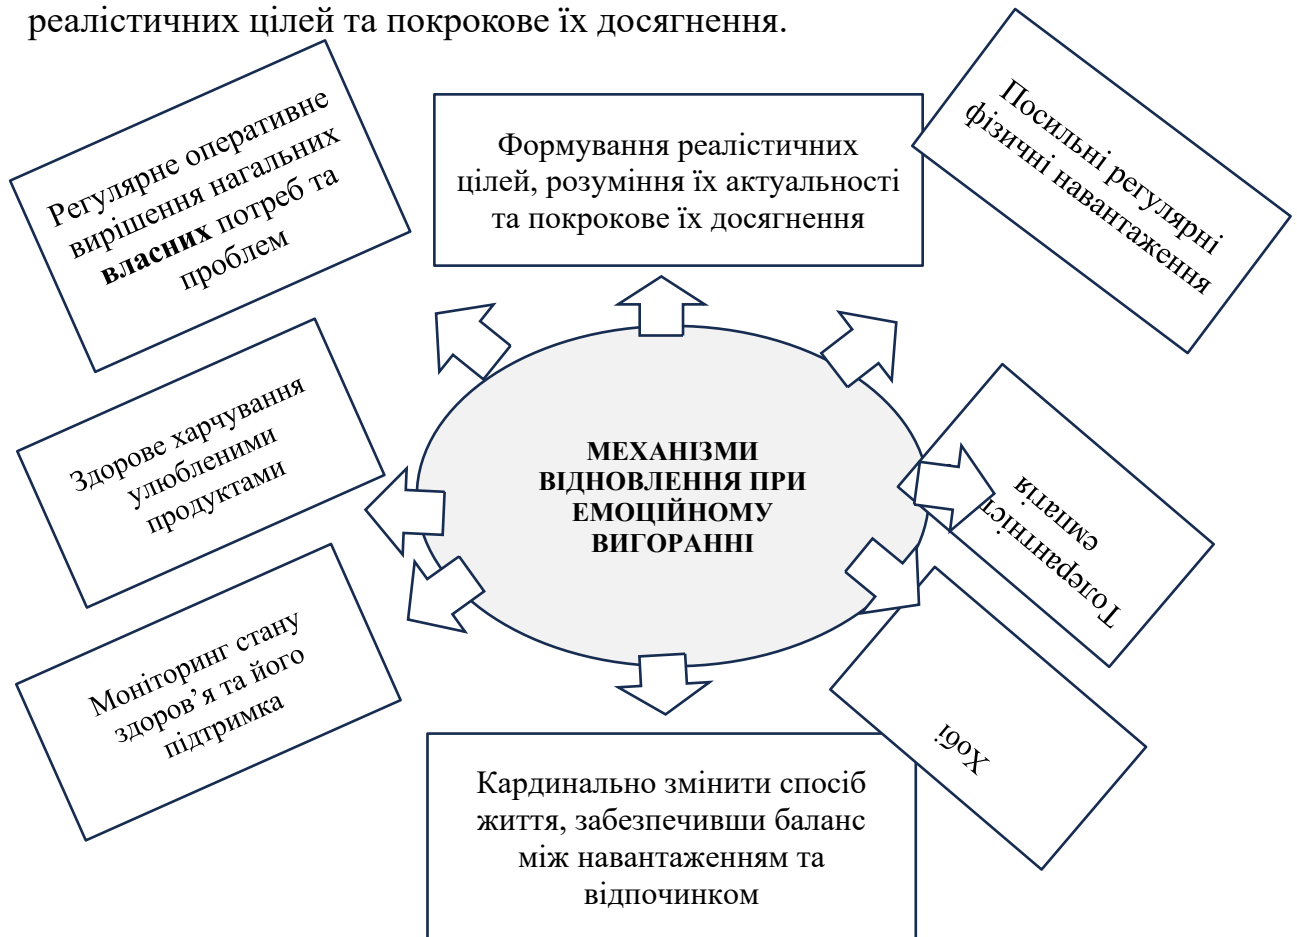 реалістичних цілей та покрокове їх досягнення.
Регулярне оперативне
вирішення нагальних
власних потреб та
проблем
Формування реалістичних
цілей, розуміння їх актуальності
та покрокове їх досягнення
Посильні регулярні
фізичні навантаження
Здорове харчування
улюбленими
продуктами
МЕХАНІЗМИ
ВІДНОВЛЕННЯ ПРИ
ЕМОЦІЙНОМУ
ВИГОРАННІ
Толерантніст
емпатія
Моніторинг стану
здоров’я та його
підтримка
Хобі
Кардинально змінити спосіб
життя, забезпечивши баланс
між навантаженням та
відпочинком